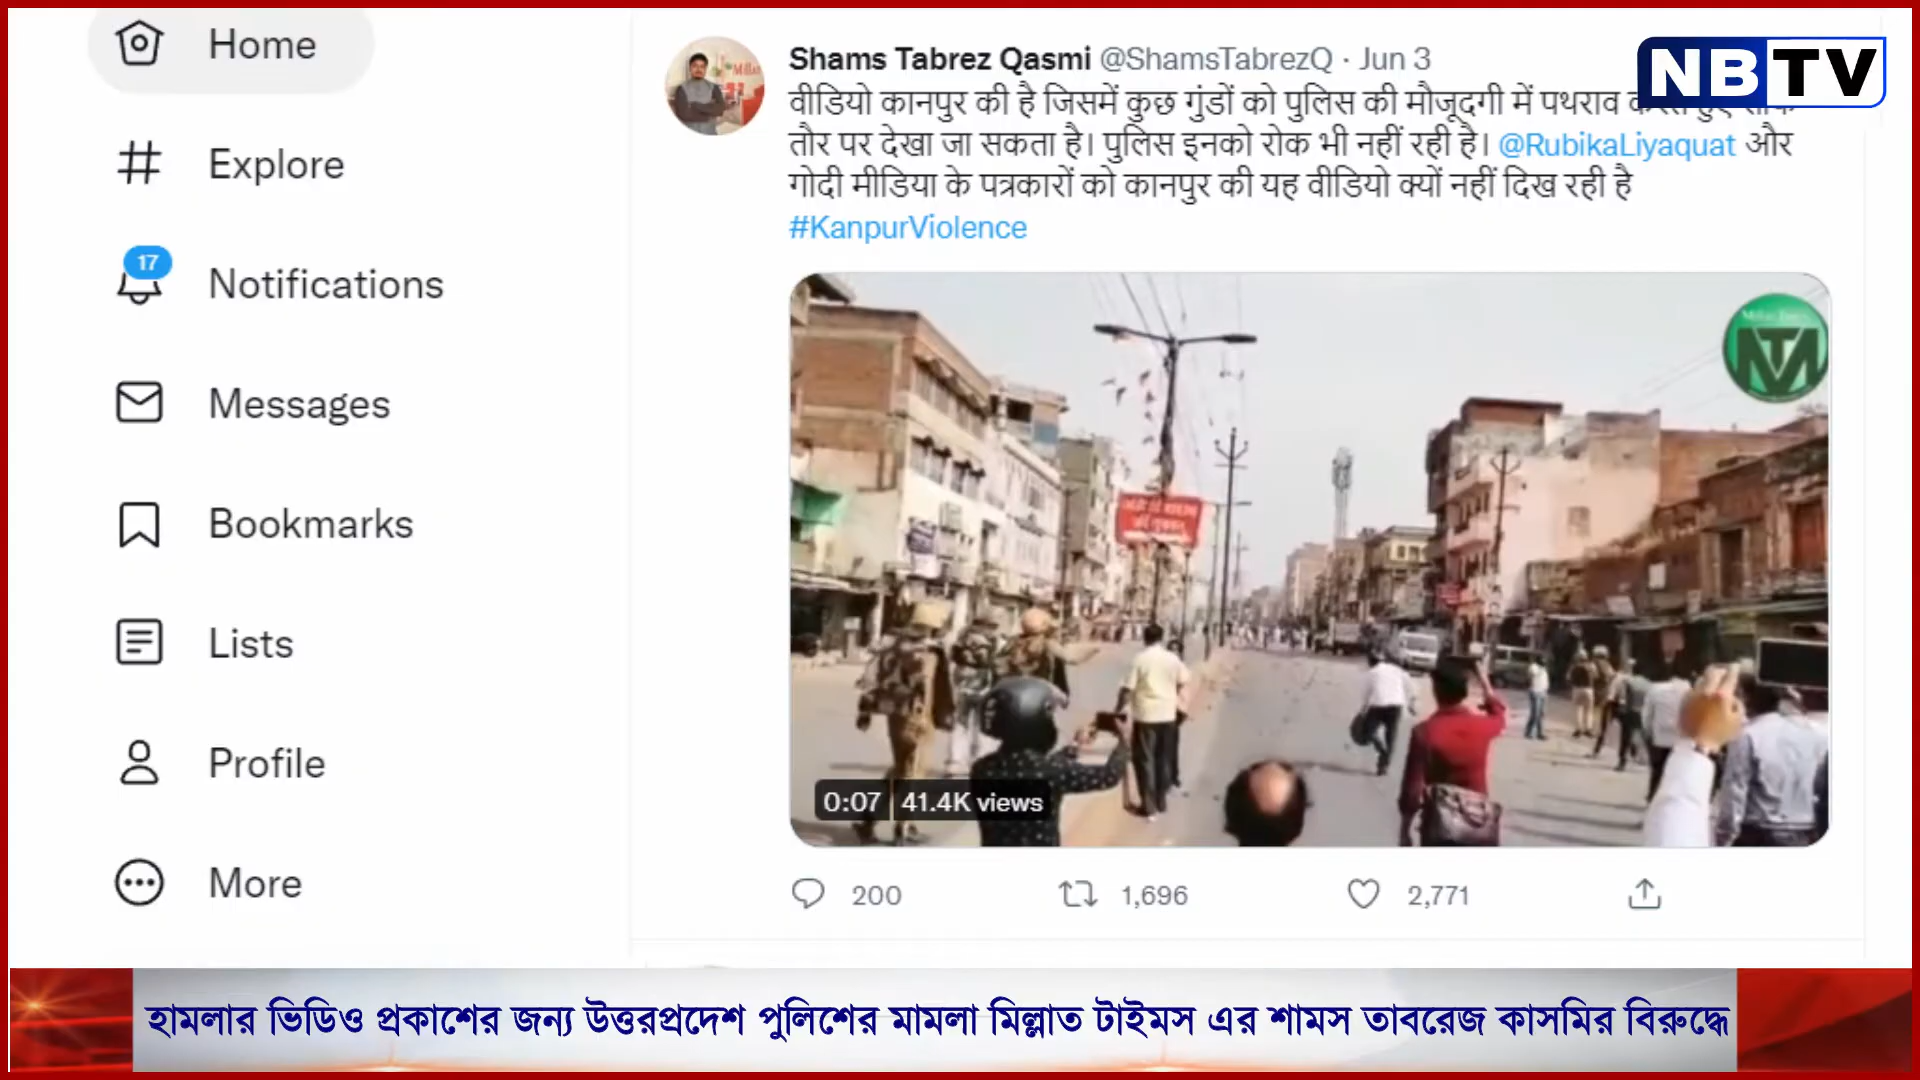 Home
Explore
17
Notifications
Messages
Bookmarks
Lists
Profile
More
Shams Tabrez Qasmi @ShamsTabrezQ · Jun 3
वीडियो कानपुर की है जिसमें कुछ गुंडों को पुलिस की मौजूदगी में पथराव
तौर पर देखा जा सकता है। पुलिस इनको रोक भी नहीं रही है। @RubikaLiyaquat और
गोदी मीडिया के पत्रकारों को कानपुर की यह वीडियो क्यों नहीं दिख रही है
#KanpurViolence
NBTV
0:07 41.4K views
200 1,696 2,771
হামলার ভিডিও প্রকাশের জন্য উত্তরপ্রদেশ পুলিশের মামলা মিল্লাত টাইমস এর শামস তাবরেজ কাসমির বিরুদ্ধে